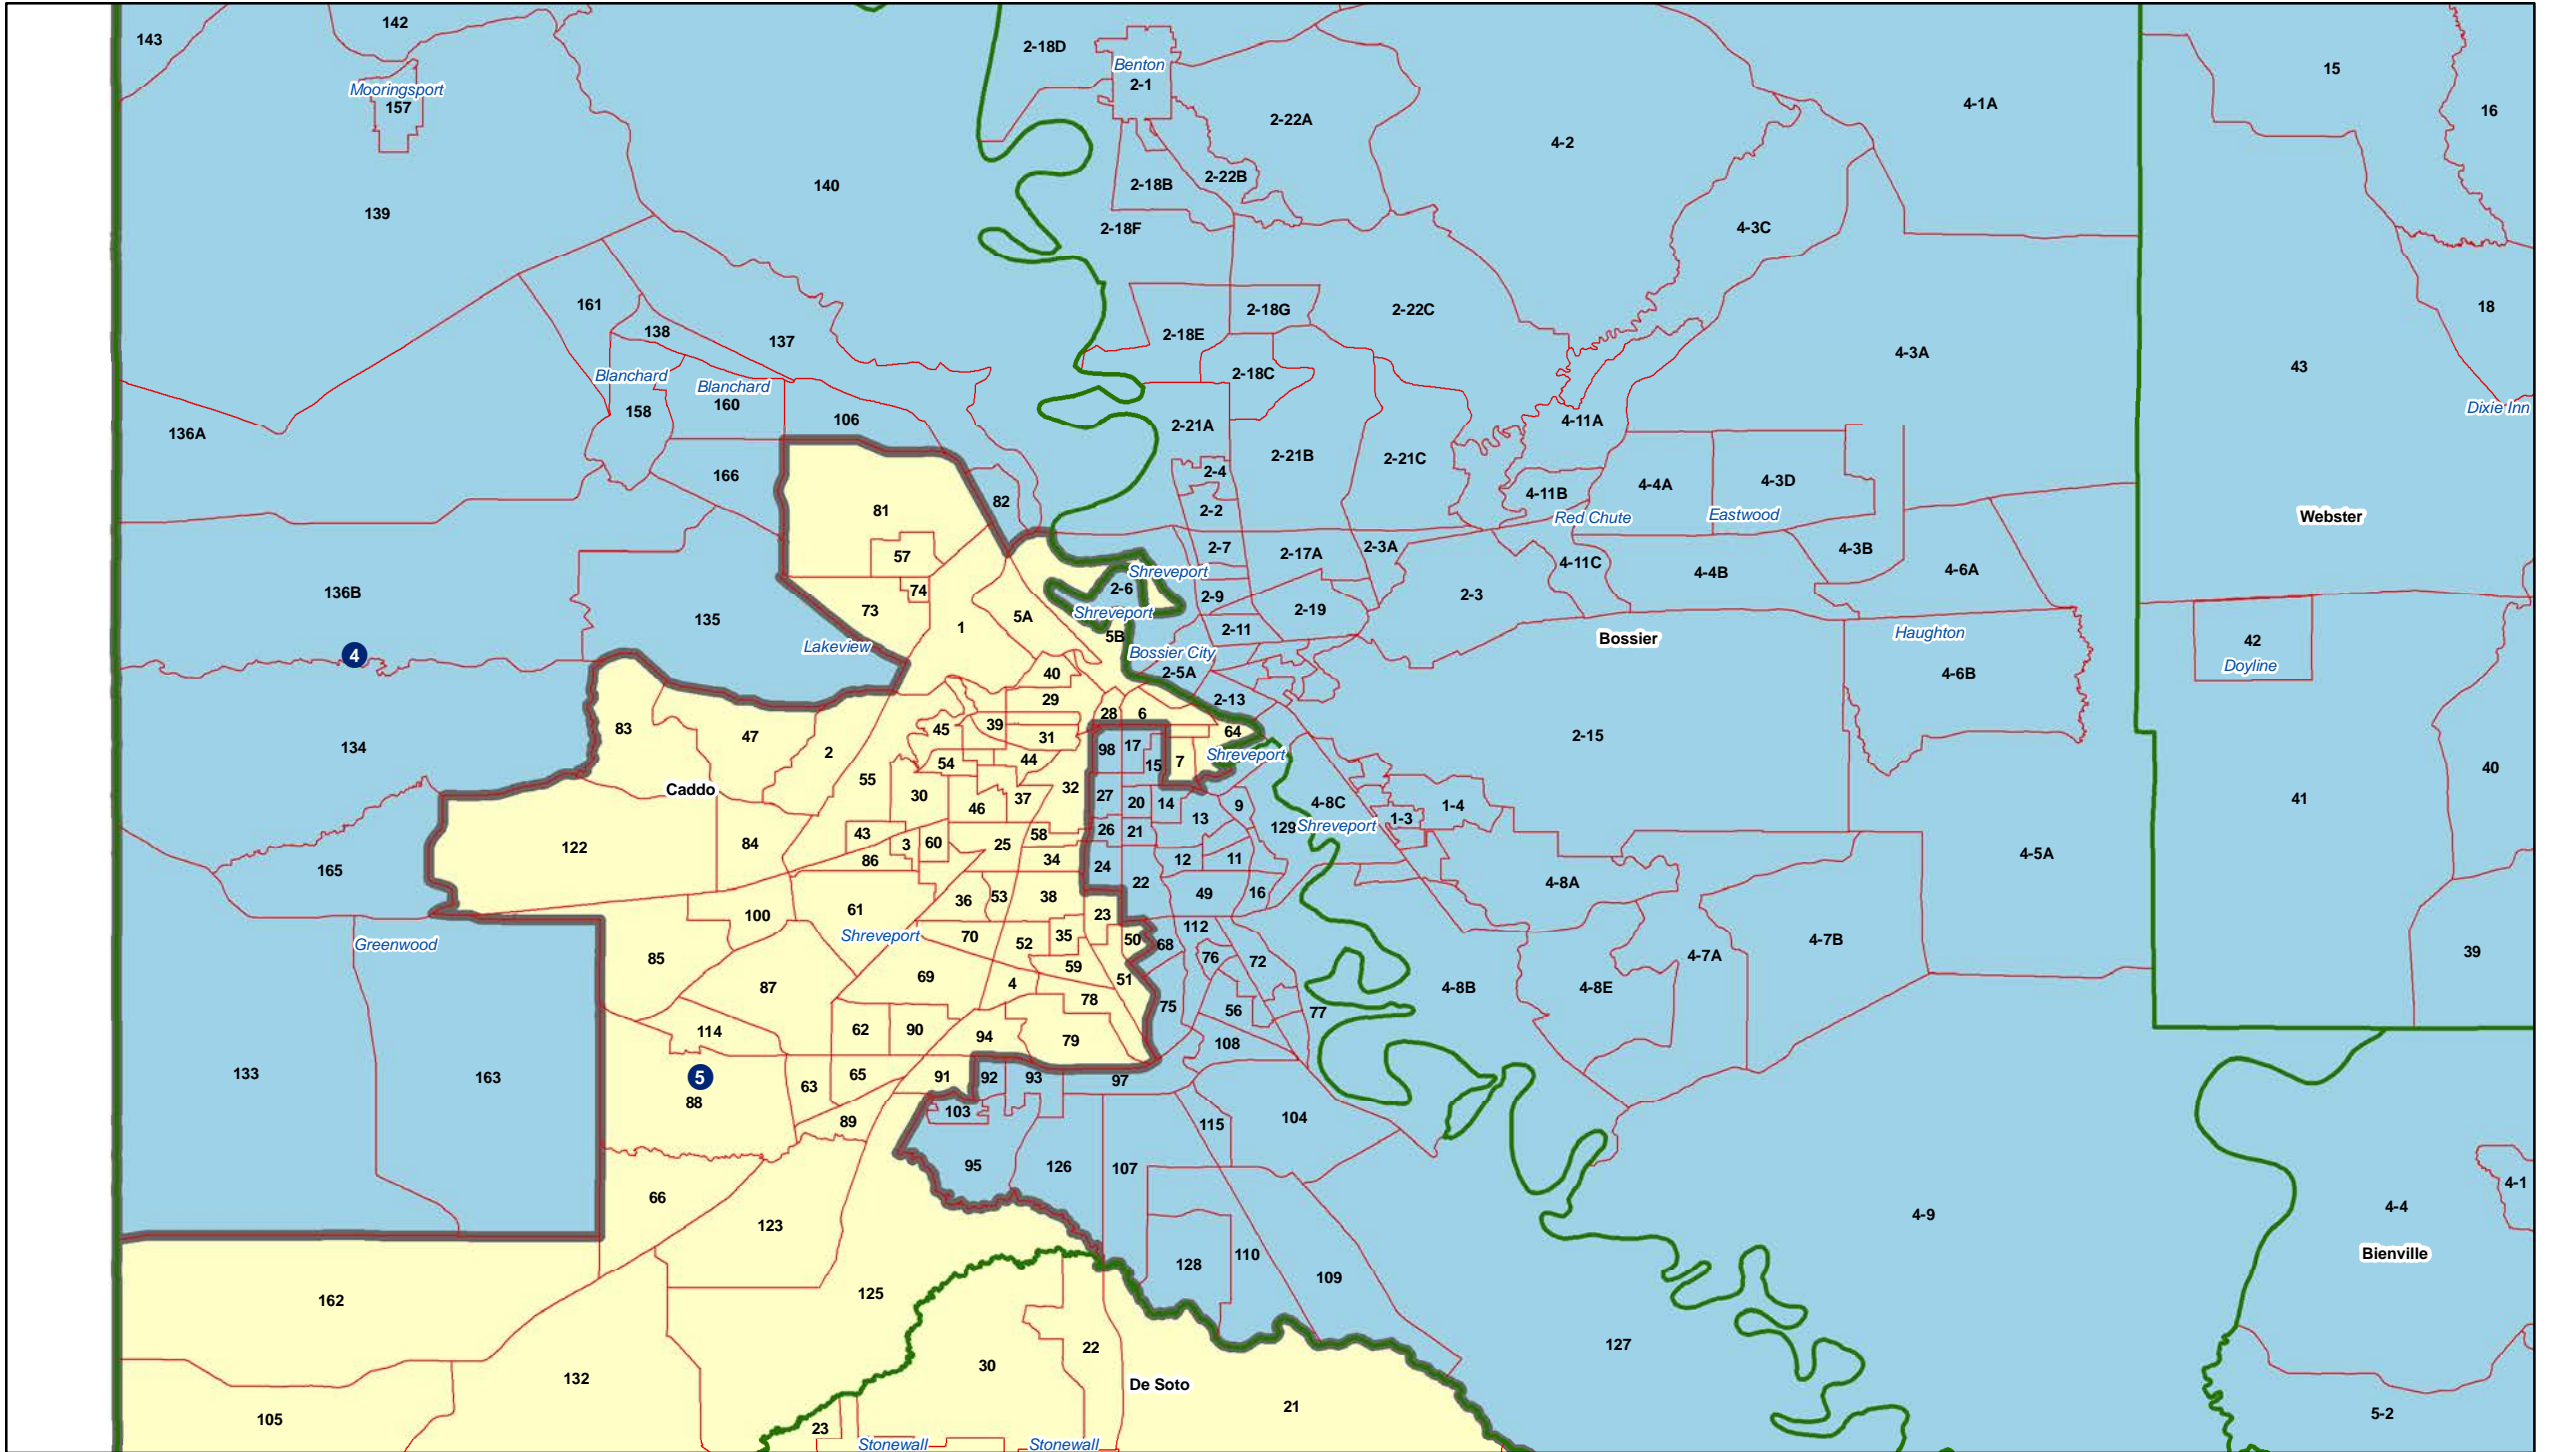 142
143
2-18D
Benton
2-1
15
Mooringsport
157
4-1A
16
2-22A
4-2
140
2-18B
2-22B
139
2-18F
4-3C
161
2-18G
2-22C
18
138
137
2-18E
4-3A
43
Blanchard
Blanchard
2-18C
160
158
106
Dixie Inn
136A
2-21A
4-11A
2-21B
2-21C
2-4
166
4-11B
4-4A
4-3D
82
81
2-2
Red Chute
Eastwood
Webster
57
2-7
2-17A
2-3A
4-3B
4-11C
4-4B
4-6A
Shreveport
136B
74
2-6
2-9
2-3
73
Shreveport
2-19
135
5A
1
5B
2-11
Bossier
Haughton
42
Lakeview
4
Bossier City
Doyline
40
2-5A
4-6B
29
2-13
28
6
83
45
39
64
47
31
2-15
134
98
17
2
Shreveport
54
44
7
15
40
55
Caddo
32
30
27
37
46
20
14
9
4-8C
1-4
41
13
1-3
Shreveport
129
43
58
26
21
3
60
25
122
84
86
34
12
11
4-5A
24
165
22
4-8A
49
16
36
53
38
61
100
23
112
Shreveport
70
35
50
4-7B
Greenwood
52
68
39
85
76
72
4-7A
59
69
51
87
4
4-8B
4-8E
78
75
56
77
62
90
114
94
79
108
133
163
5
65
91
92
93
97
63
88
103
104
89
115
95
126
107
4-1
66
4-4
4-9
123
110
Bienville
128
109
125
162
127
22
30
132
De Soto
21
5-2
105
23
Stonewall
Stonewall